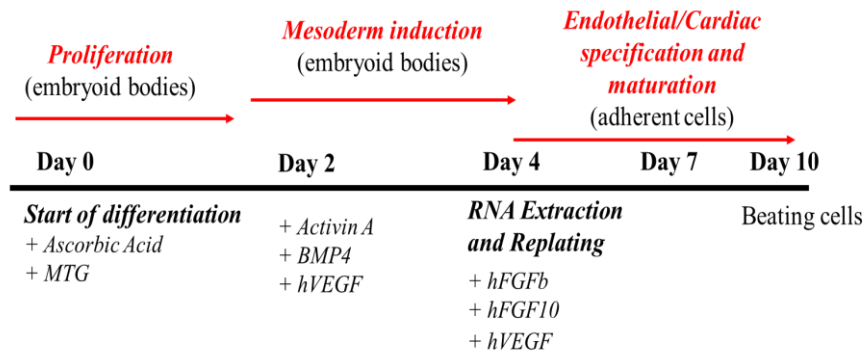 Proliferation
(embryoid bodies)
Mesoderm induction
(embryoid bodies)
Endothelial/Cardiac
specification and
maturation
(adherent cells)
Day 0
Day 2
Day 4
Day 7
Day 10
Start of differentiation
+ Ascorbic Acid
+ MTG
+ Activin A
+ BMP4
+ hVEGF
RNA Extraction
and Replating
+ hFGFb
+ hFGF10
+ hVEGF
Beating cells